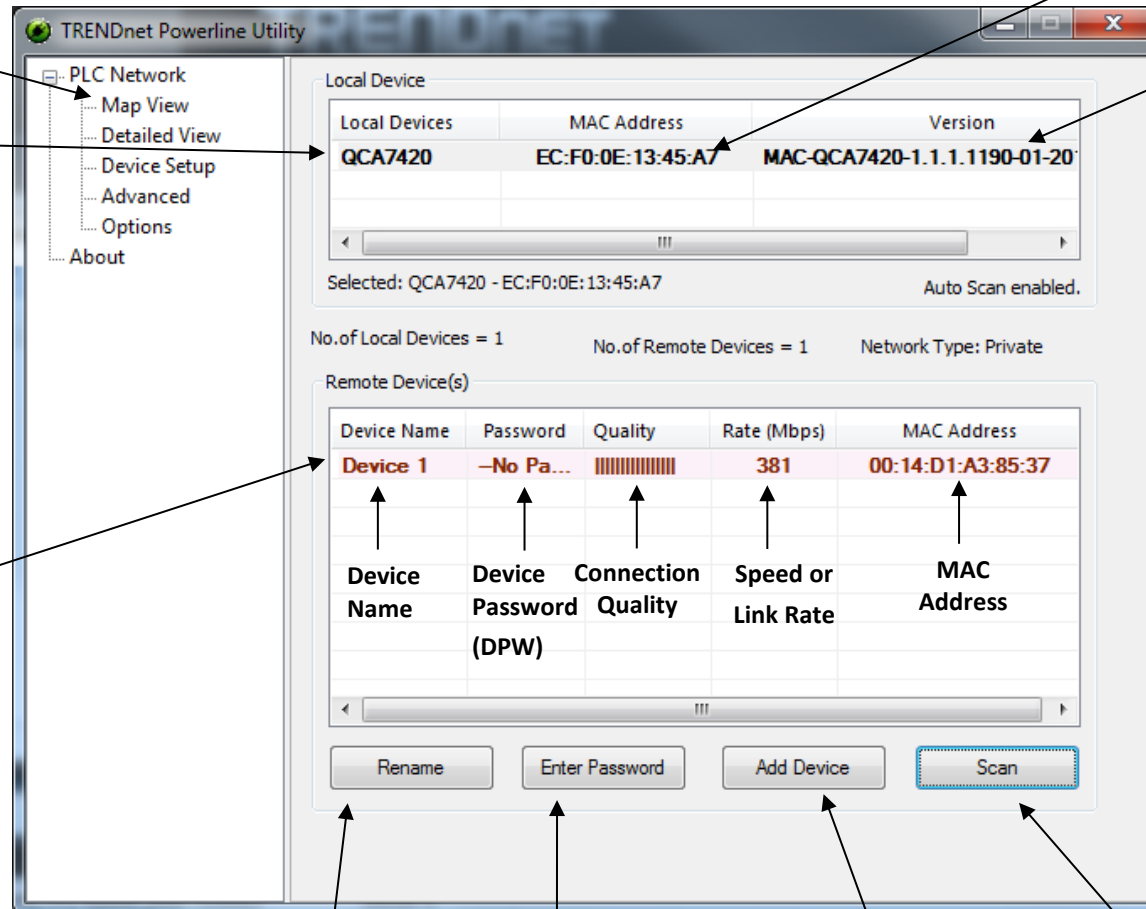 TRENDnet Powerline Utility
TRENDnet
PLC Network
Map View
Detailed View
Device Setup
Advanced
Options
About
Local Device
Local Devices MAC Address Version
QCA7420 EC:F0:0E:13:45:A7 MAC-QCA7420-1.1.1.1190-01-201
Selected: QCA7420 - EC:F0:0E:13:45:A7 Auto Scan enabled.
No.of Local Devices = 1 No.of Remote Devices = 1 Network Type: Private
Remote Device(s)
Device Name Password Quality Rate (Mbps) MAC Address
Device 1 –No Pa... 381 00:14:D1:A3:85:37
Device Device Connection Speed or MAC
Name Password Quality Link Rate Address
(DPW)
Rename Enter Password Add Device Scan